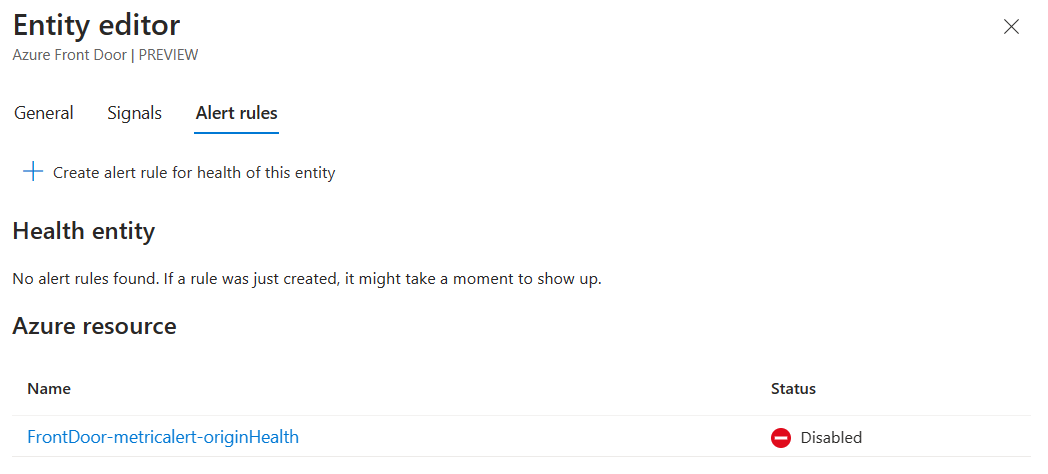 Entity editor
Azure Front Door | PREVIEW
General Signals Alert rules
Create alert rule for health of this entity
Health entity
No alert rules found. If a rule was just created, it might take a moment to show up.
Azure resource
Name Status
FrontDoor-metricalert-originHealth Disabled